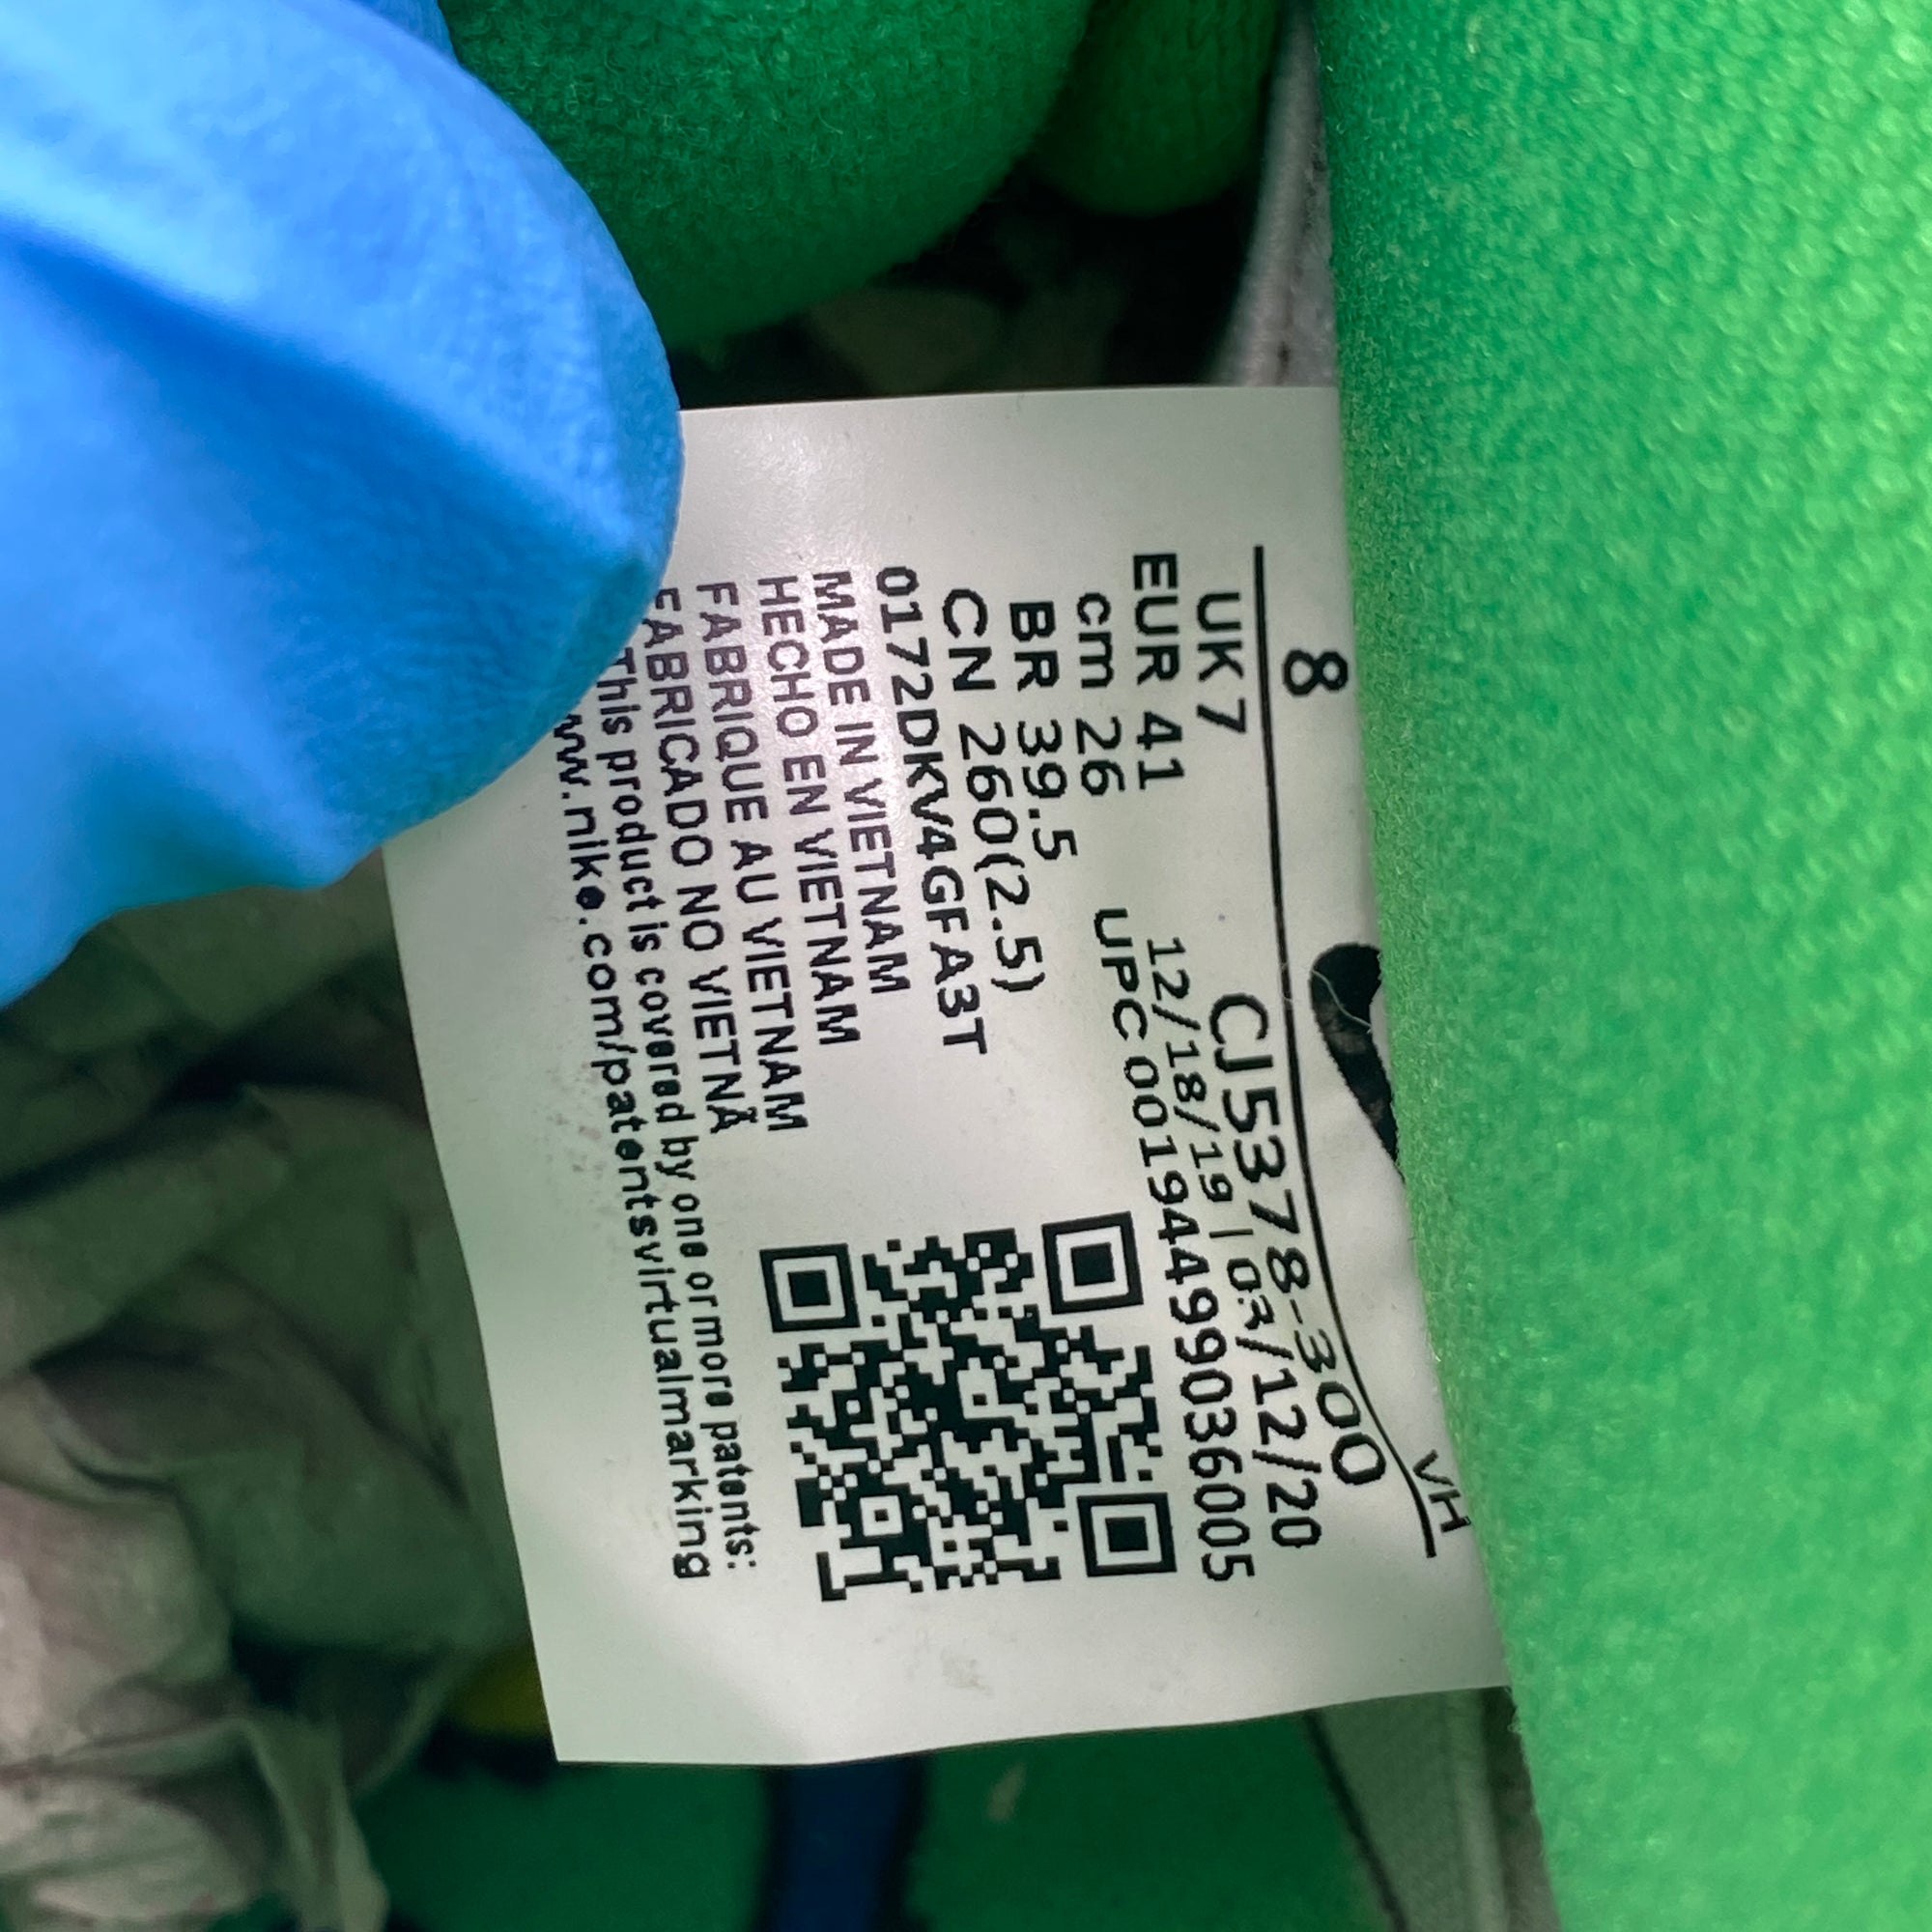 8
VH
UK 7
CJ5378-300
EUR 41
12/18/19 | 03/12/20
cm 26
UPC 00194499036005
BR 39.5
CN 260(2.5)
0172DKV4GFA3T
MADE IN VIETNAM
HECHO EN VIETNAM
FABRIQUE AU VIETNAM
FABRICADO NO VIETNÃ
This product is covered by one or more patents:
www.nike.com/patentsvirtualmarking